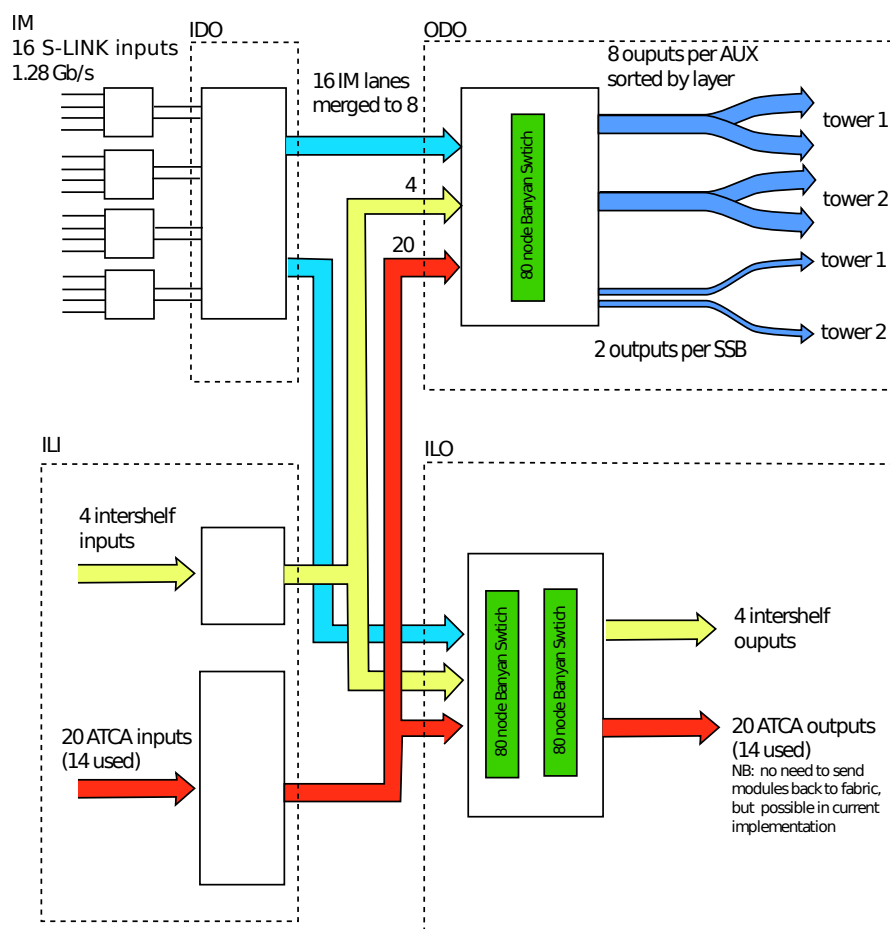 IM
16 S-LINK inputs
1.28 Gb/s
IDO
16 IM lanes
merged to 8
4
20
ODO
8 ouputs per AUX
sorted by layer
80 node Banyan Swtich
tower 1
tower 2
tower 1
tower 2
2 outputs per SSB
ILI
4 intershelf
inputs
20 ATCA inputs
(14 used)
ILO
80 node Banyan Swtich
80 node Banyan Swtich
4 intershelf
ouputs
20 ATCA outputs
(14 used)
NB: no need to send
modules back to fabric,
but possible in current
implementation